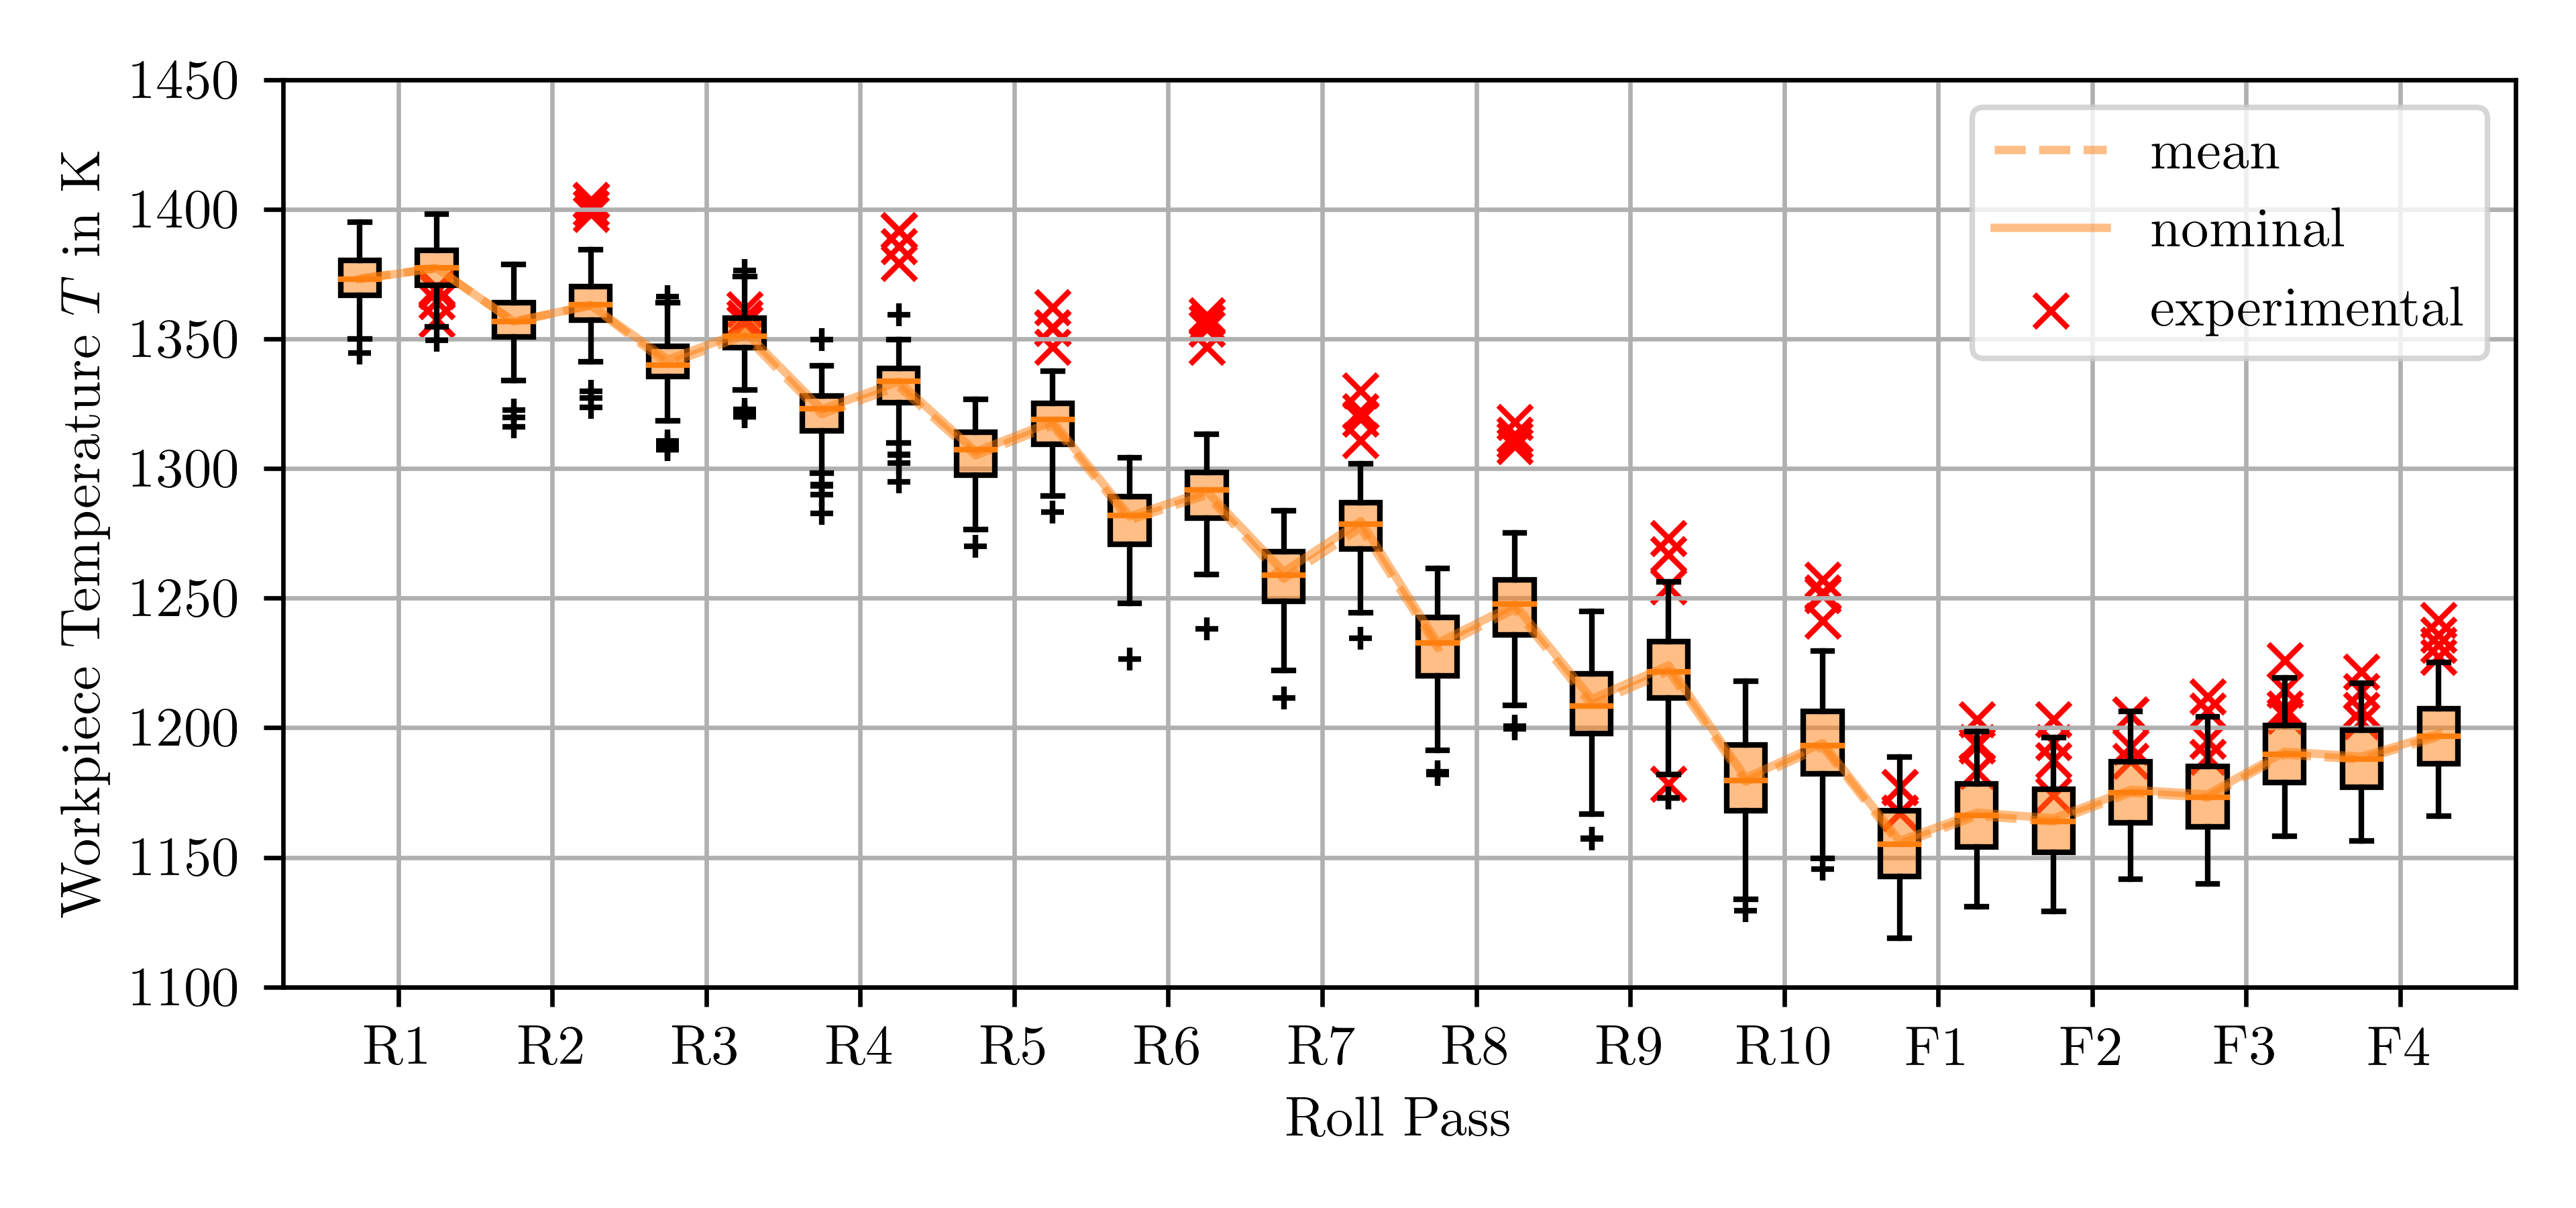 Workpiece Temperature T in K
1450
1400
1350
1300
1250
1200
1150
1100
mean
nominal
experimental
R1 R2 R3 R4 R5 R6 R7 R8 R9 R10 F1 F2 F3 F4
Roll Pass